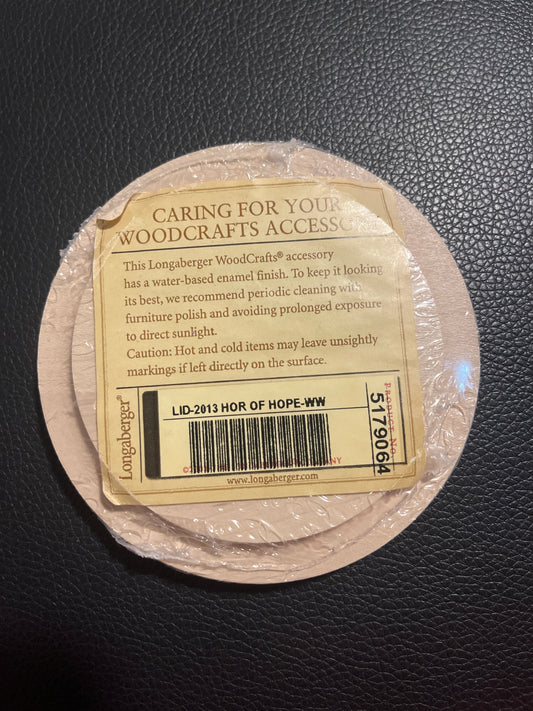 CARING FOR YOUR
WOODCRAFTS ACCESSO
This Longaberger WoodCrafts® accessory
has a water-based enamel finish. To keep it looking
its best, we recommend periodic cleaning with
furniture polish and avoiding prolonged exposure
to direct sunlight.
Caution: Hot and cold items may leave unsightly
markings if left directly on the surface.
Longaberger®
LID-2013 HOR OF HOPE-WW
www.longaberger.com
PRODUCT NO.
5179064